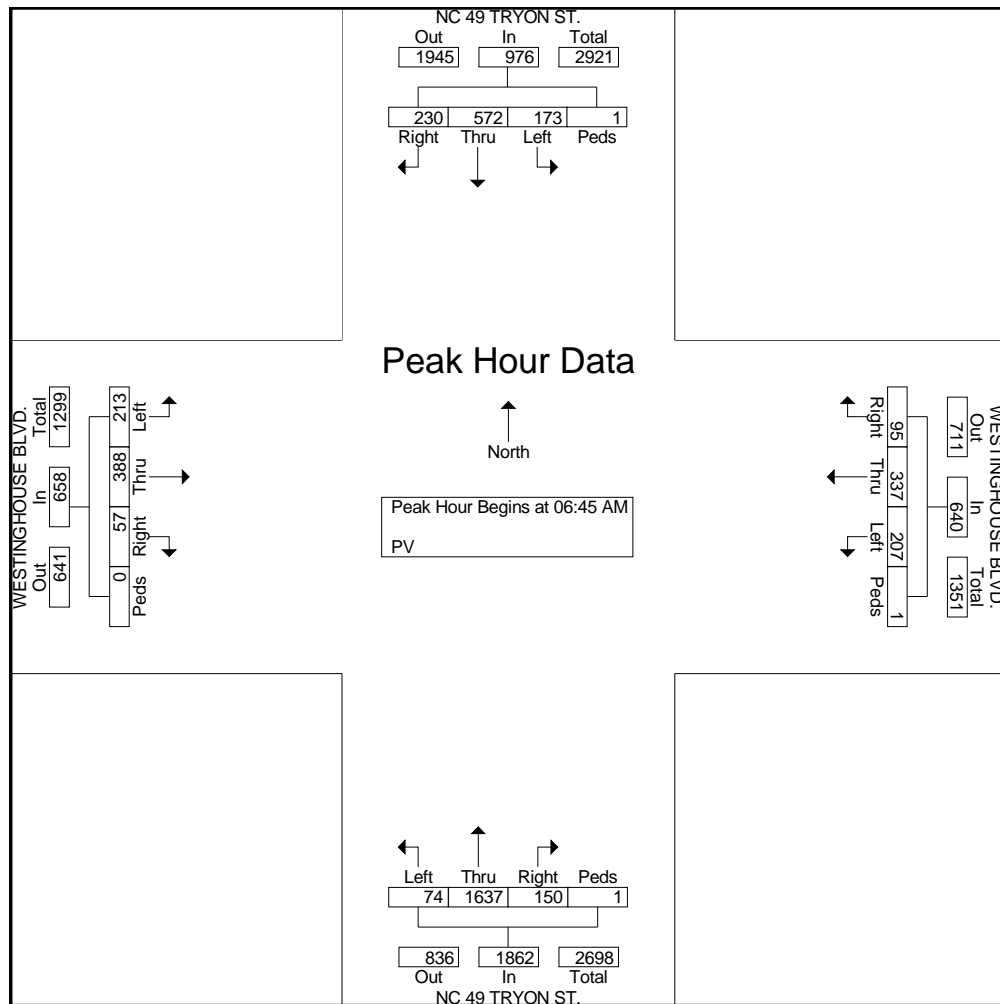 NC 49 TRYON ST.
Out In Total
1945 976 2921
230 572 173 1
Right Thru Left Peds
Peak Hour Data
North
Peak Hour Begins at 06:45 AM
PV
WESTINGHOUSE BLVD.
Total In Out
1299 658 641
213 388 57 0
Left Thru Right Peds
WESTINGHOUSE BLVD.
Out In Total
711 640 1351
95 337 207 1
Right Thru Left Peds
Left Thru Right Peds
74 1637 150 1
836 1862 2698
Out In Total
NC 49 TRYON ST.